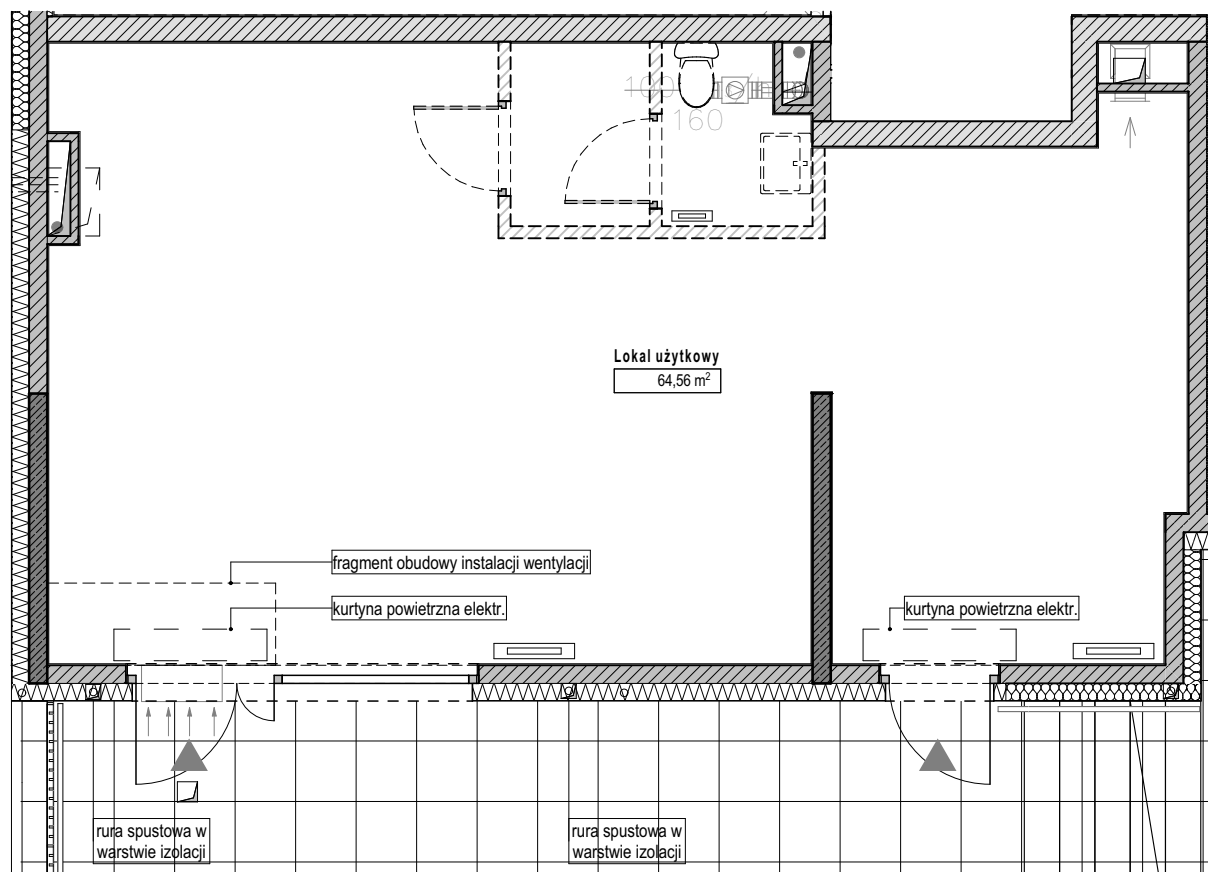 160
Lokal użytkowy
64,56 m²
fragment obudowy instalacji wentylacji
kurtyna powietrzna elektr.
kurtyna powietrzna elektr.
rura spustowa w
warstwie izolacji
rura spustowa w
warstwie izolacji